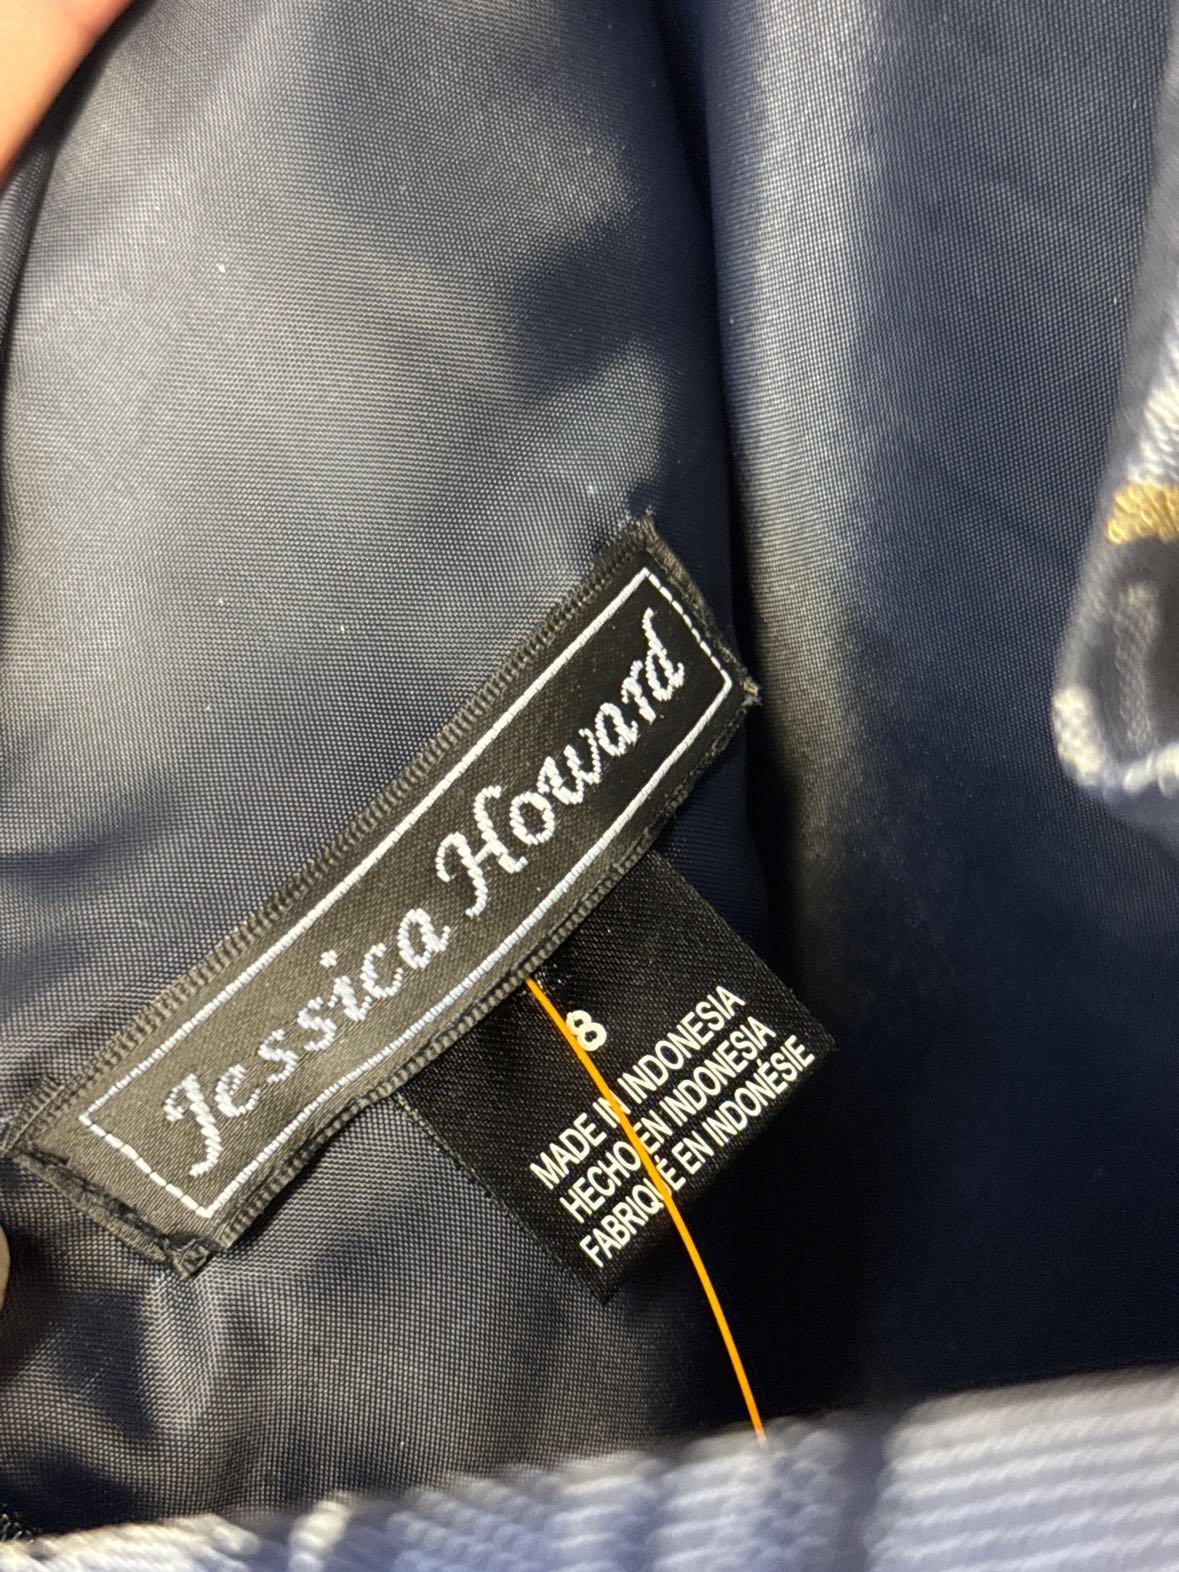 Jessica Howard
8
MADE IN INDONESIA
HECHO EN INDONESIA
FABRIQUÉ EN INDONÉSIE